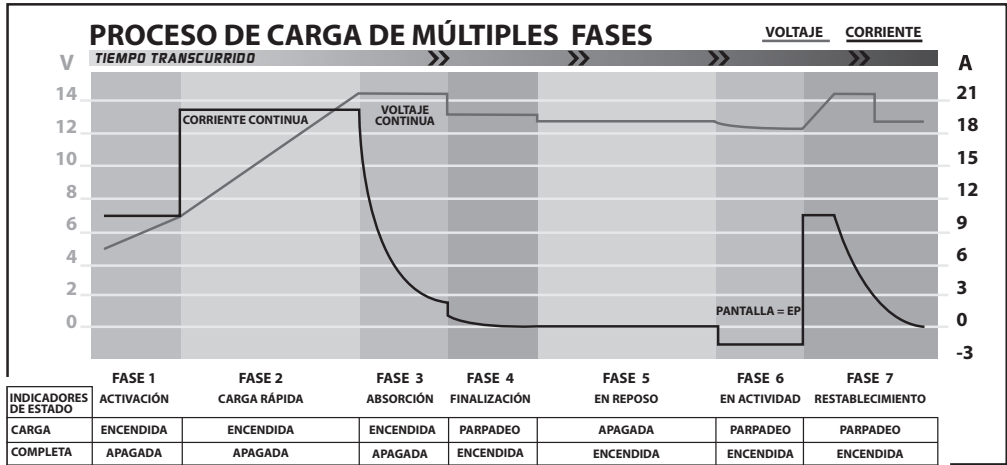 PROCESO DE CARGA DE MÚLTIPLES FASES
VOLTAJE CORRIENTE
V TIEMPO TRANSCURRIDO A
14 21
12 18
10 15
8 12
6 9
4 6
2 3
0 0
-3
CORRIENTE CONTINUA
VOLTAJE
CONTINUA
PANTALLA = EP
FASE 1 FASE 2 FASE 3 FASE 4 FASE 5 FASE 6 FASE 7
INDICADORES
DE ESTADO
ACTIVACIÓN CARGA RÁPIDA ABSORCIÓN FINALIZACIÓN EN REPOSO EN ACTIVIDAD RESTABLECIMIENTO
CARGA ENCENDIDA ENCENDIDA ENCENDIDA PARPADEO APAGADA PARPADEO PARPADEO
COMPLETA APAGADA APAGADA APAGADA ENCENDIDA ENCENDIDA ENCENDIDA ENCENDIDA